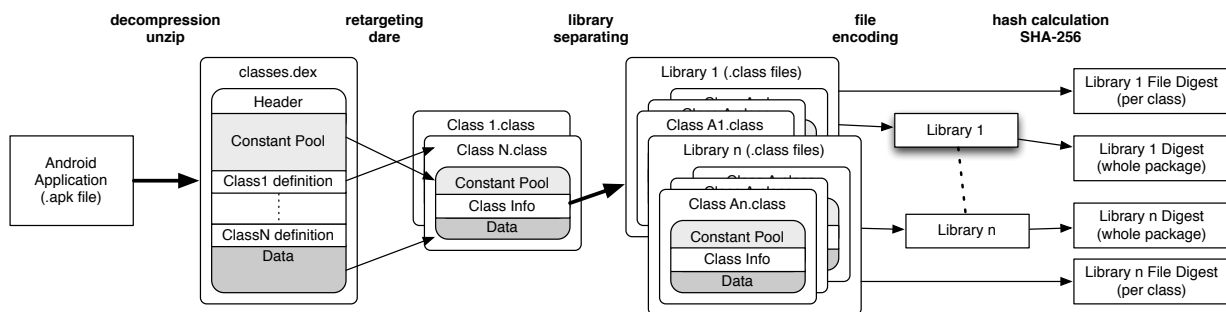 decompression
unzip
retargeting
dare
library
separating
file
encoding
hash calculation
SHA-256
Android
Application
(.apk file)
classes.dex
Header
Constant Pool
Class1 definition
ClassN definition
Data
Class 1.class
Class N.class
Constant Pool
Class Info
Data
Library 1 (.class files)
Class A1.class
Library n (.class files)
Class An.class
Constant Pool
Class Info
Data
Library 1
Library n
Library 1 File Digest
(per class)
Library 1 Digest
(whole package)
Library n Digest
(whole package)
Library n File Digest
(per class)